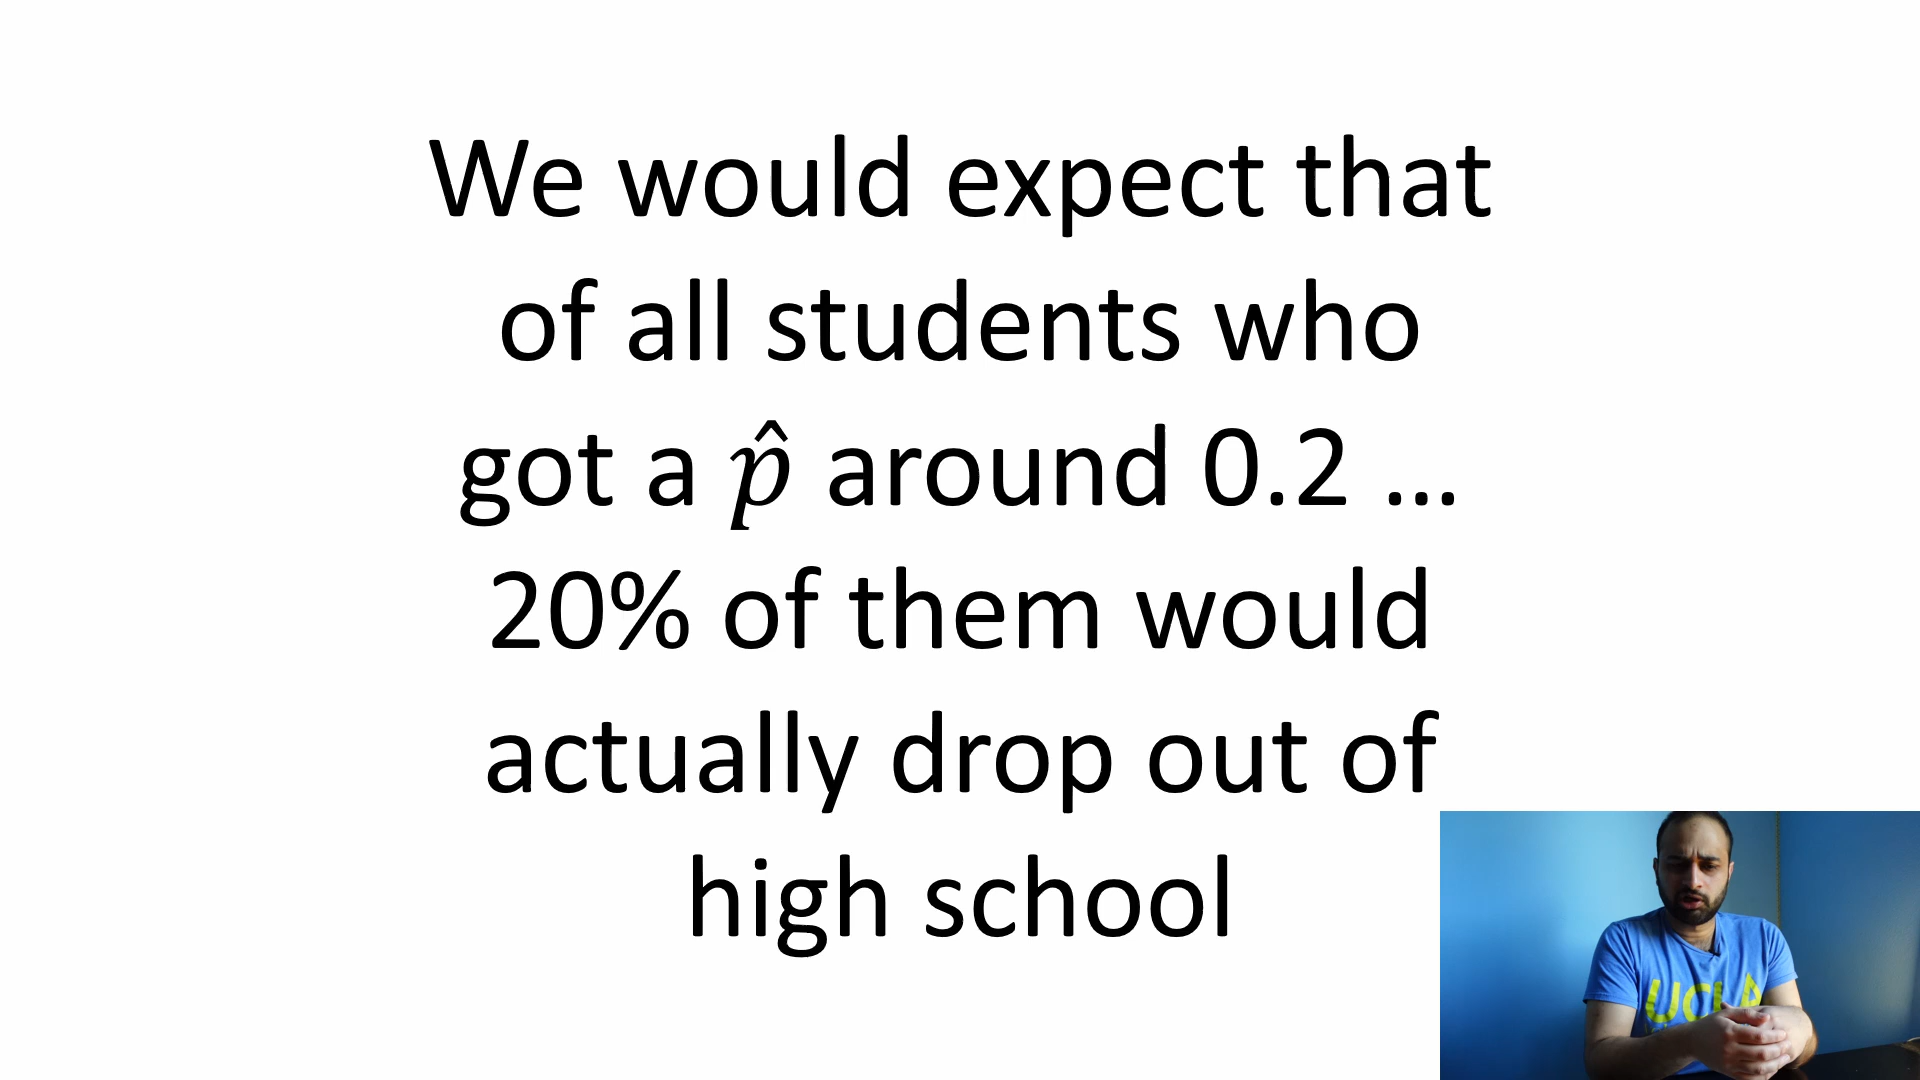 We would expect that
of all students who
got a p̂ around 0.2 ...
20% of them would
actually drop out of
high school
UCLA